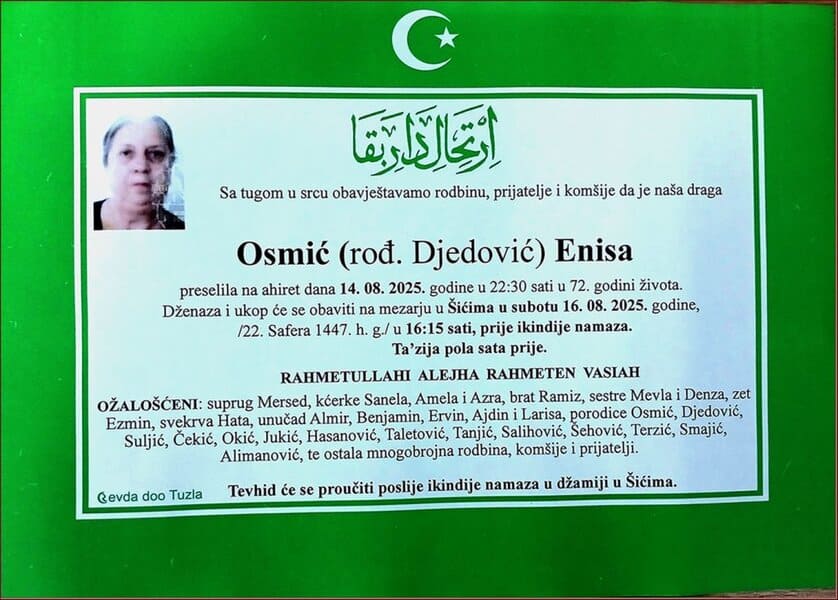 ارتحال دار بقا
Sa tugom u srcu obavještavamo rodbinu, prijatelje i komšije da je naša draga
Osmić (rođ. Djedović) Enisa
preselila na ahiret dana 14. 08. 2025. godine u 22:30 sati u 72. godini života.
Dženaza i ukop će se obaviti na mezarju u Šićima u subotu 16. 08. 2025. godine,
/22. Safera 1447. h. g./ u 16:15 sati, prije ikindije namaza.
Ta’zija pola sata prije.
RAHMETULLAHI ALEJHA RAHMETEN VASIAH
OŽALOŠĆENI: suprug Mersed, kćerke Sanela, Amela i Azra, brat Ramiz, sestre Mevla i Denza, zet
Ezmin, svekrva Hata, unučad Almir, Benjamin, Ervin, Ajdin i Larisa, porodice Osmić, Djedović,
Suljić, Čekić, Okić, Jukić, Hasanović, Taletović, Tanjić, Salihović, Šehović, Terzić, Smajić,
Alimanović, te ostala mnogobrojna rodbina, komšije i prijatelji.
Tevhid će se proučiti poslije ikindije namaza u džamiji u Šićima.
Gevda doo Tuzla